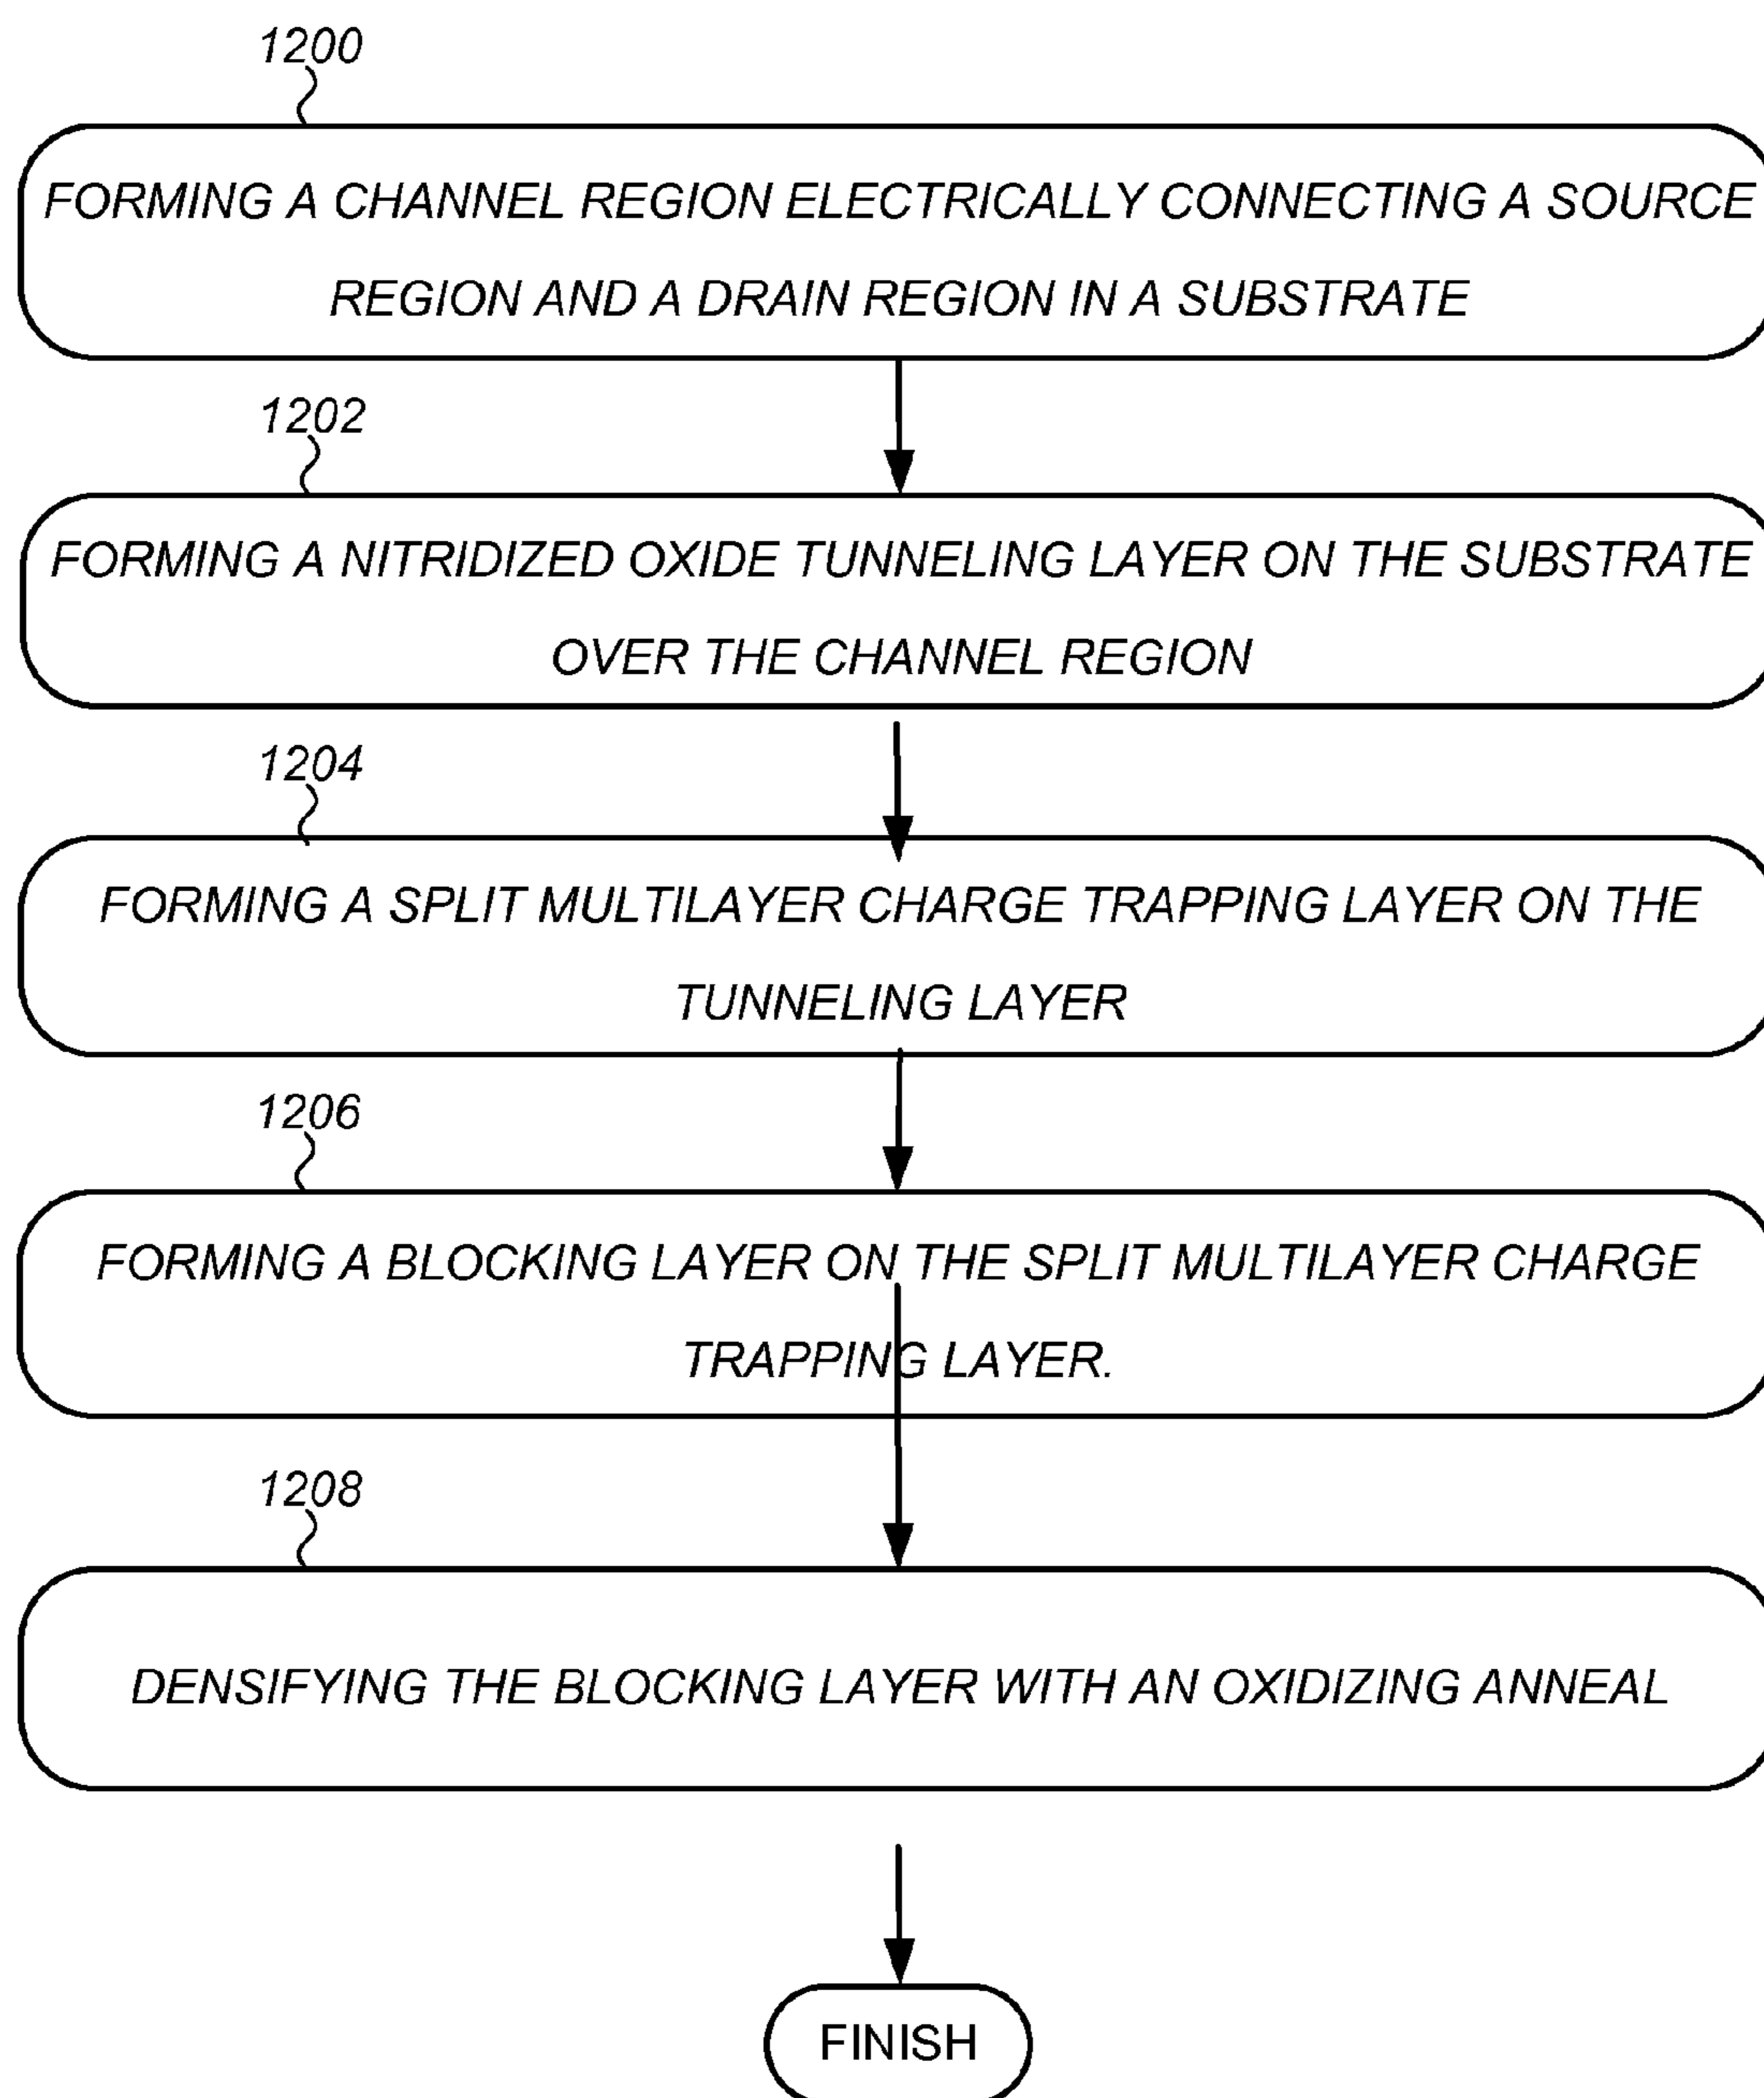 1200
FORMING A CHANNEL REGION ELECTRICALLY CONNECTING A SOURCE
REGION AND A DRAIN REGION IN A SUBSTRATE
1202
FORMING A NITRIDIZED OXIDE TUNNELING LAYER ON THE SUBSTRATE
OVER THE CHANNEL REGION
1204
FORMING A SPLIT MULTILAYER CHARGE TRAPPING LAYER ON THE
TUNNELING LAYER
1206
FORMING A BLOCKING LAYER ON THE SPLIT MULTILAYER CHARGE
TRAPPING LAYER.
1208
DENSIFYING THE BLOCKING LAYER WITH AN OXIDIZING ANNEAL
FINISH